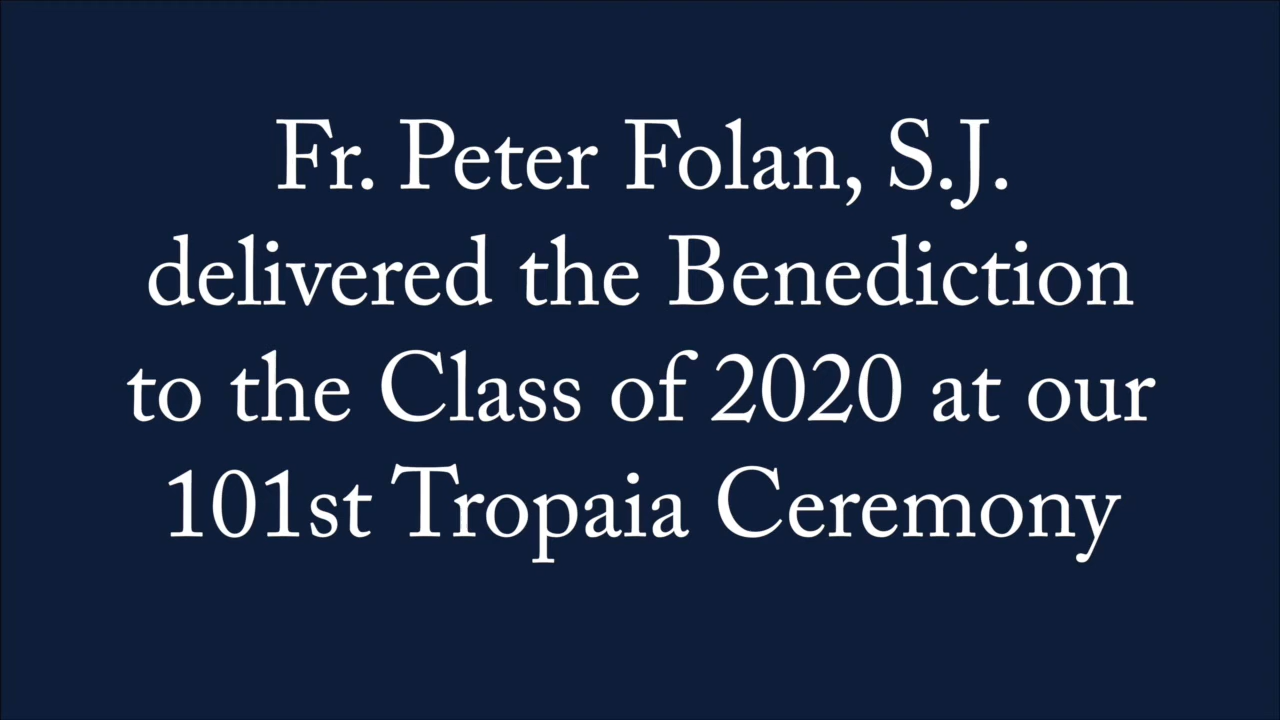 Fr. Peter Folan, S.J.
delivered the Benediction
to the Class of 2020 at our
101st Tropaia Ceremony